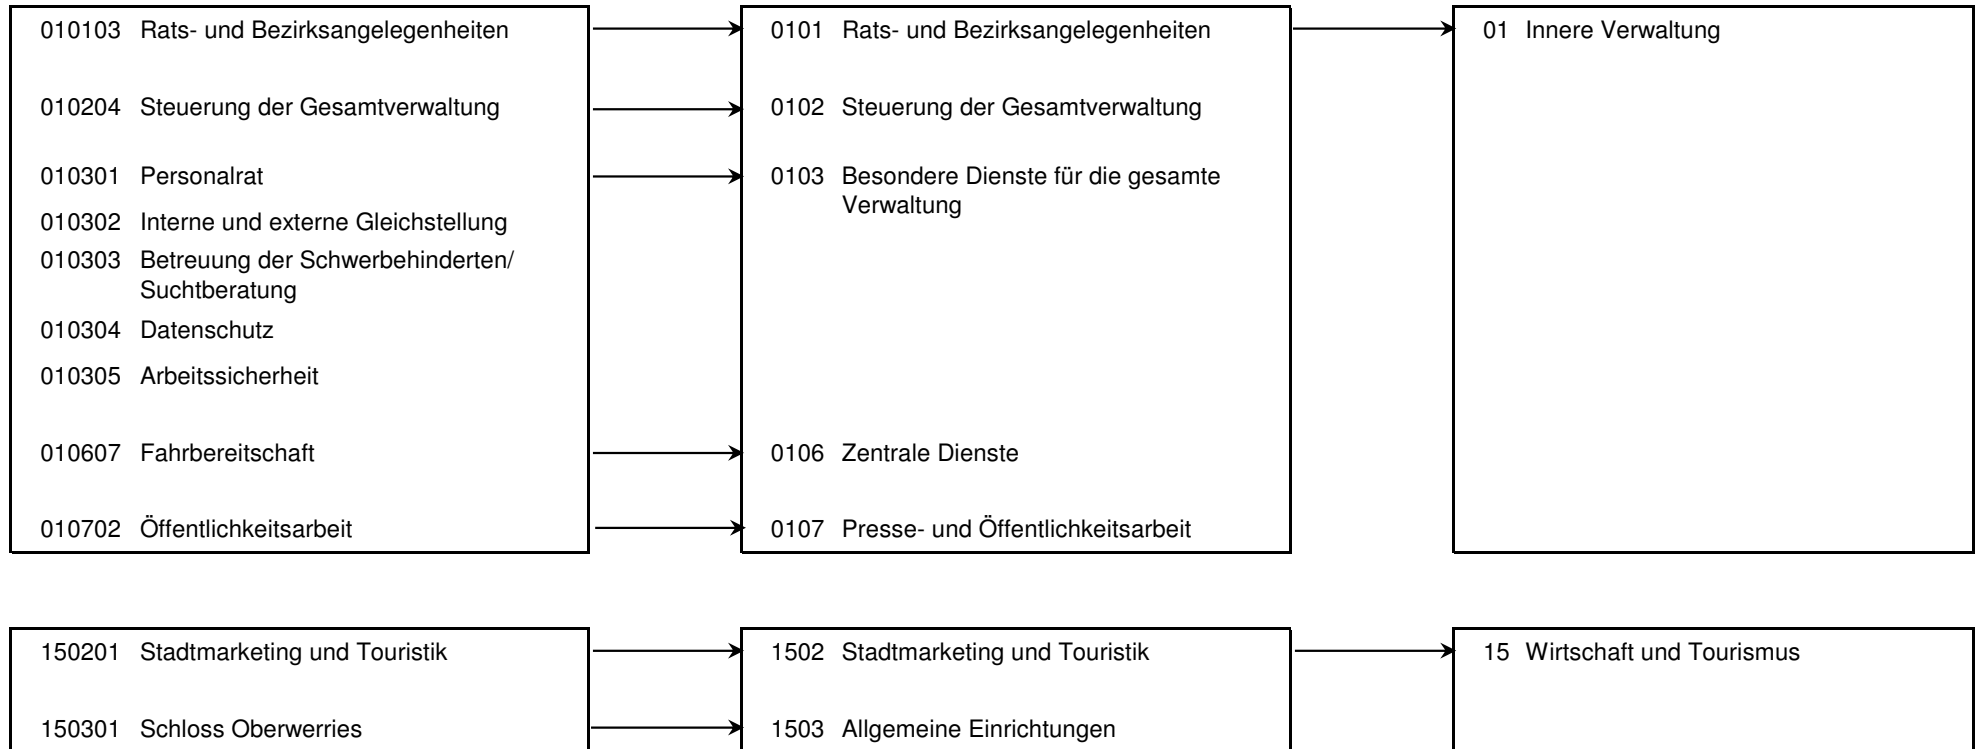 010103 Rats- und Bezirksangelegenheiten 0101 Rats- und Bezirksangelegenheiten 01 Innere Verwaltung
010204 Steuerung der Gesamtverwaltung 0102 Steuerung der Gesamtverwaltung
010301 Personalrat 0103 Besondere Dienste für die gesamte
Verwaltung
010302 Interne und externe Gleichstellung
010303 Betreuung der Schwerbehinderten/
Suchtberatung
010304 Datenschutz
010305 Arbeitssicherheit
010607 Fahrbereitschaft 0106 Zentrale Dienste
010702 Öffentlichkeitsarbeit 0107 Presse- und Öffentlichkeitsarbeit
150201 Stadtmarketing und Touristik 1502 Stadtmarketing und Touristik 15 Wirtschaft und Tourismus
150301 Schloss Oberwerries 1503 Allgemeine Einrichtungen